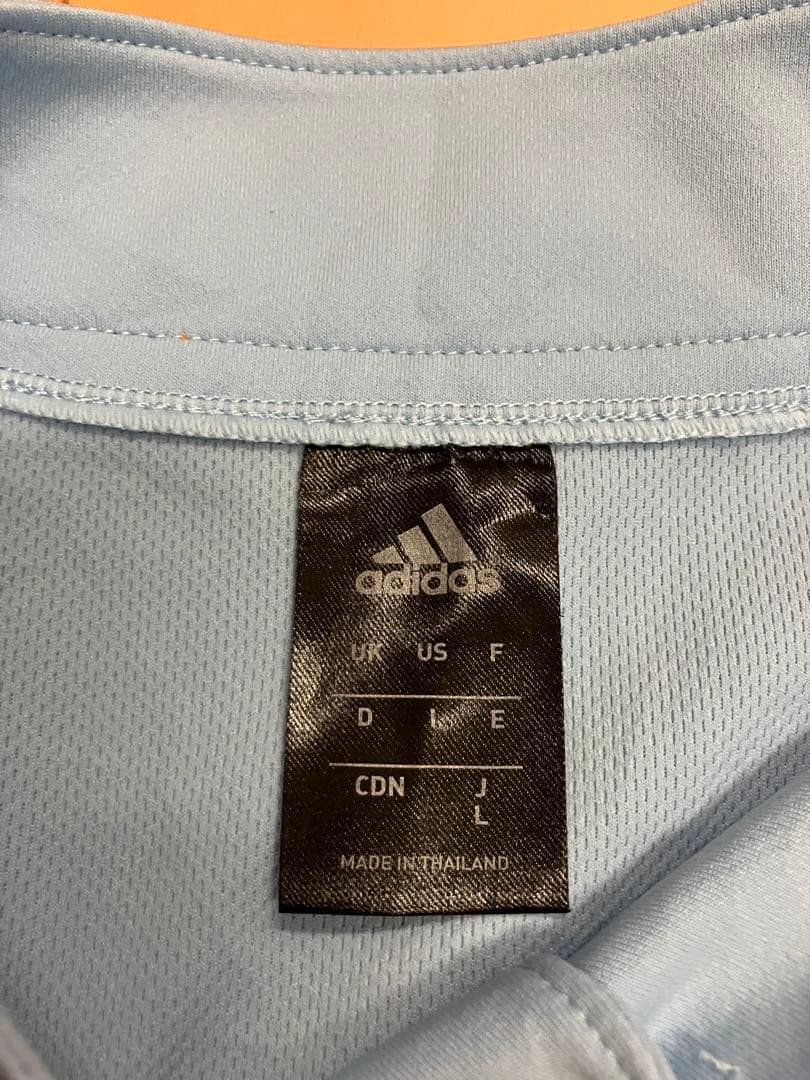 adidas
UK US F
D I E
CDN J
L
MADE IN THAILAND